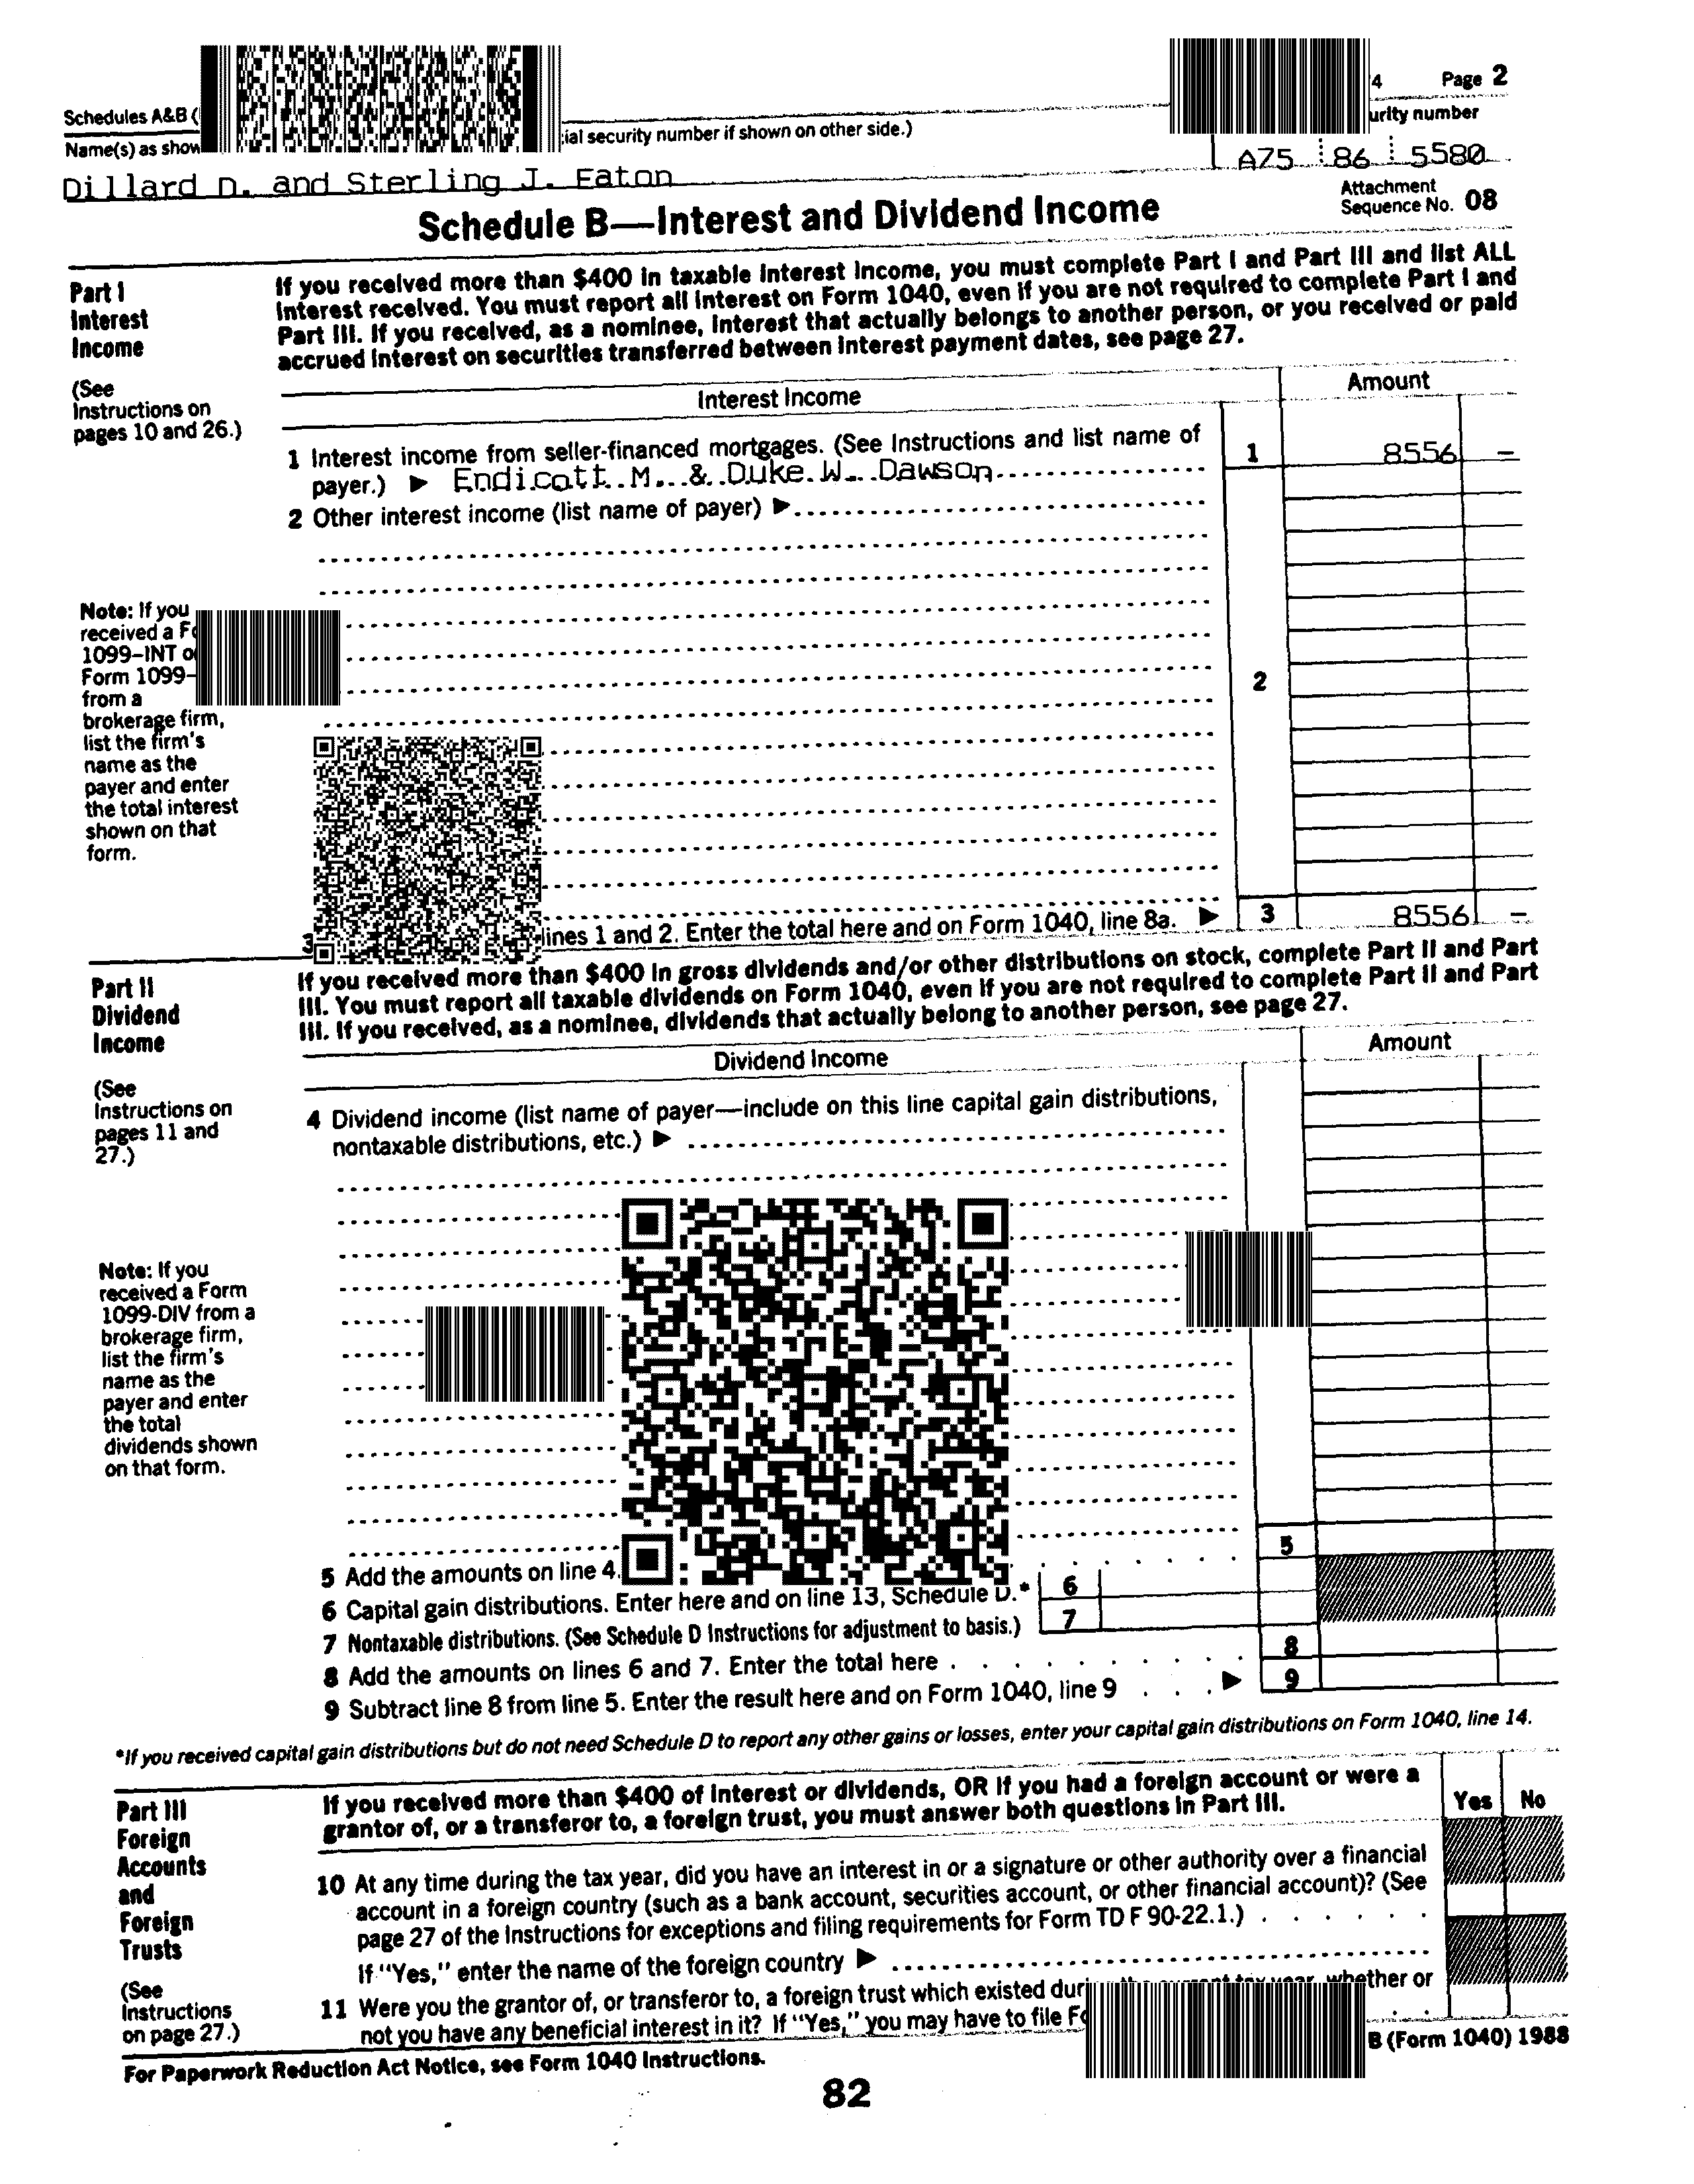 4 Page 2
Schedules A&B (
urity number
Name(s) as show
ial security number if shown on other side.)
Dillard D. and Sterling J. Eaton
A75 86 5580
Attachment
Sequence No. 08
Schedule B—Interest and Dividend Income
Part I
Interest
Income
(See
Instructions on
pages 10 and 26.)
If you received more than $400 in taxable interest income, you must complete Part I and Part III and list ALL
interest received. You must report all interest on Form 1040, even if you are not required to complete Part I and
Part III. If you received, as a nominee, interest that actually belongs to another person, or you received or paid
accrued interest on securities transferred between interest payment dates, see page 27.
Interest Income
Amount
1 Interest income from seller-financed mortgages. (See Instructions and list name of
payer.) ▶ Endicott M. & Duke W. Dawson
1 8556 –
2 Other interest income (list name of payer) ▶
Note: If you
received a Fo
1099–INT o
Form 1099–
from a
brokerage firm,
list the firm's
name as the
payer and enter
the total interest
shown on that
form.
2
3 lines 1 and 2. Enter the total here and on Form 1040, line 8a. ▶ 3 8556 –
Part II
Dividend
Income
(See
Instructions on
pages 11 and
27.)
If you received more than $400 in gross dividends and/or other distributions on stock, complete Part II and Part
III. You must report all taxable dividends on Form 1040, even if you are not required to complete Part II and Part
III. If you received, as a nominee, dividends that actually belong to another person, see page 27.
Dividend Income
Amount
4 Dividend income (list name of payer—include on this line capital gain distributions,
nontaxable distributions, etc.) ▶
Note: If you
received a Form
1099-DIV from a
brokerage firm,
list the firm's
name as the
payer and enter
the total
dividends shown
on that form.
5 Add the amounts on line 4. 5
6 Capital gain distributions. Enter here and on line 13, Schedule D.* 6
7 Nontaxable distributions. (See Schedule D Instructions for adjustment to basis.) 7
8 Add the amounts on lines 6 and 7. Enter the total here 8
9 Subtract line 8 from line 5. Enter the result here and on Form 1040, line 9 ▶ 9
*If you received capital gain distributions but do not need Schedule D to report any other gains or losses, enter your capital gain distributions on Form 1040, line 14.
Part III
Foreign
Accounts
and
Foreign
Trusts
(See
Instructions
on page 27.)
If you received more than $400 of interest or dividends, OR if you had a foreign account or were a
grantor of, or a transferor to, a foreign trust, you must answer both questions in Part III.
Yes No
10 At any time during the tax year, did you have an interest in or a signature or other authority over a financial
account in a foreign country (such as a bank account, securities account, or other financial account)? (See
page 27 of the Instructions for exceptions and filing requirements for Form TD F 90-22.1.)
If "Yes," enter the name of the foreign country ▶
11 Were you the grantor of, or transferor to, a foreign trust which existed during the current tax year, whether or
not you have any beneficial interest in it? If "Yes," you may have to file Fo
For Paperwork Reduction Act Notice, see Form 1040 Instructions.
B (Form 1040) 1988
82